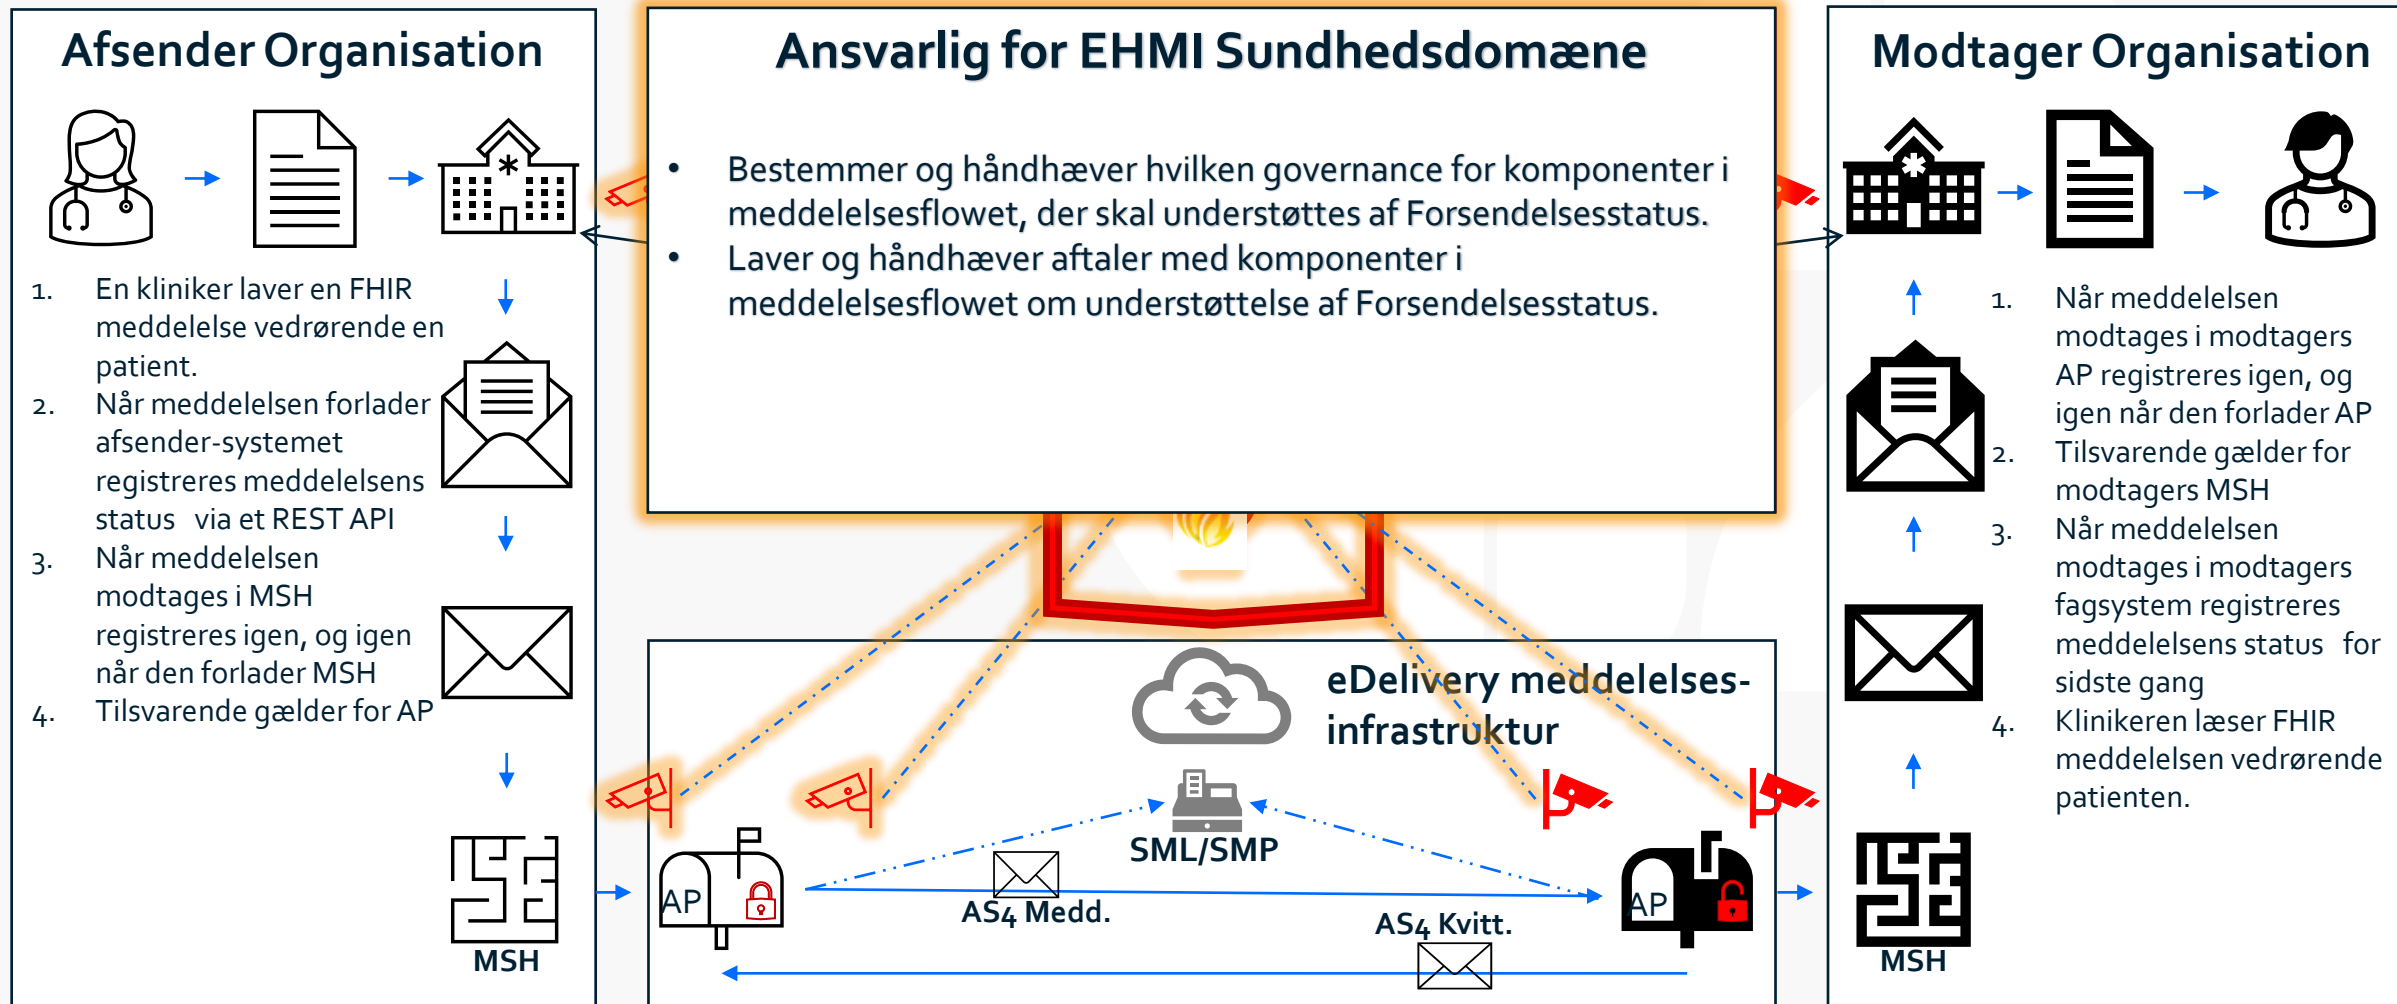 Afsender Organisation
1. En kliniker laver en FHIR
meddelelse vedrørende en
patient.
2. Når meddelelsen forlader
afsender-systemet
registreres meddelelsens
status via et REST API
3. Når meddelelsen
modtages i MSH
registreres igen, og igen
når den forlader MSH
4. Tilsvarende gælder for AP
MSH
Ansvarlig for EHMI Sundhedsdomæne
• Bestemmer og håndhæver hvilken governance for komponenter i
meddelelsesflowet, der skal understøttes af Forsendelsesstatus.
• Laver og håndhæver aftaler med komponenter i
meddelelsesflowet om understøttelse af Forsendelsesstatus.
eDelivery meddelelses-
infrastruktur
SML/SMP
AP
AS4 Medd.
AS4 Kvitt.
AP
Modtager Organisation
1. Når meddelelsen
modtages i modtagers
AP registreres igen, og
igen når den forlader AP
2. Tilsvarende gælder for
modtagers MSH
3. Når meddelelsen
modtages i modtagers
fagsystem registreres
meddelelsens status for
sidste gang
4. Klinikeren læser FHIR
meddelelsen vedrørende
patienten.
MSH